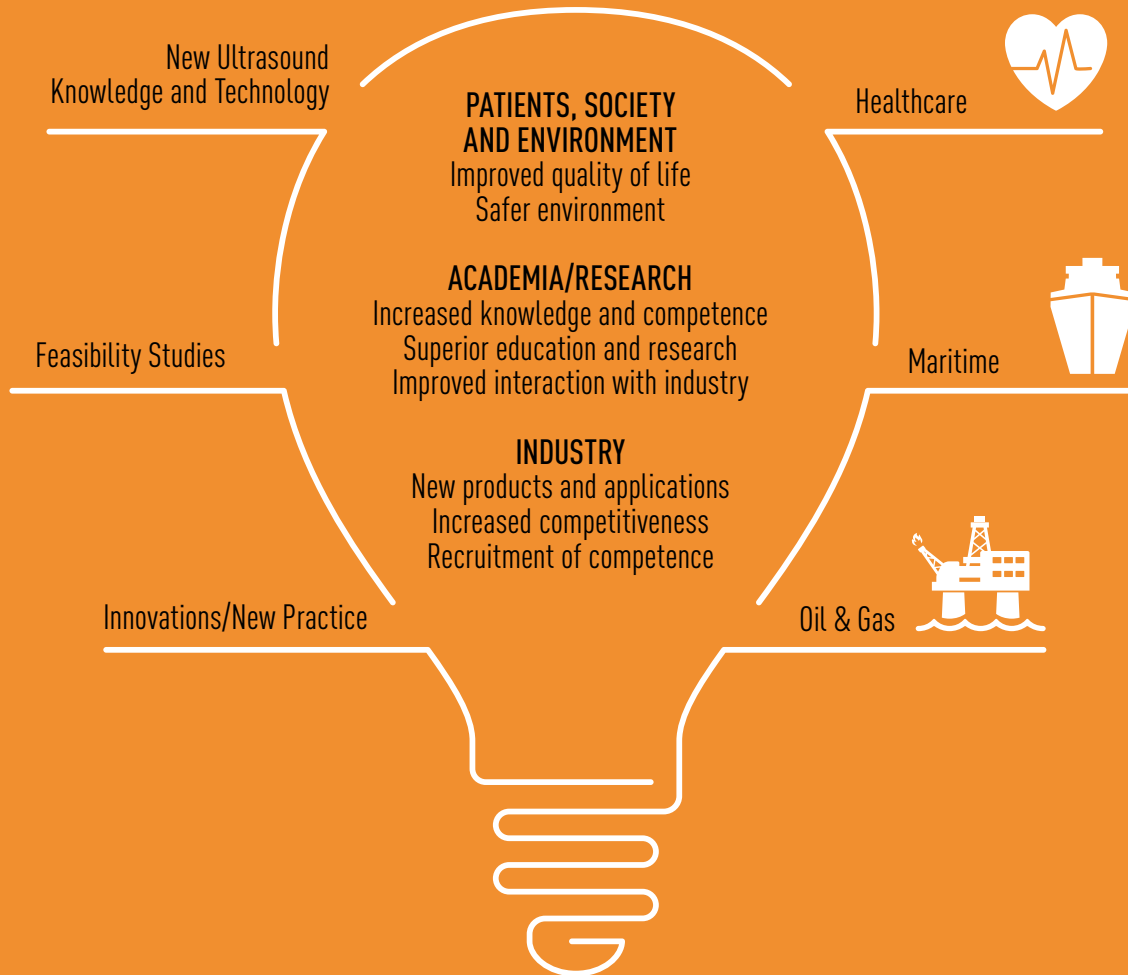 New Ultrasound
Knowledge and Technology
Healthcare
PATIENTS, SOCIETY
AND ENVIRONMENT
Improved quality of life
Safer environment
ACADEMIA/RESEARCH
Increased knowledge and competence
Superior education and research
Improved interaction with industry
Feasibility Studies
Maritime
INDUSTRY
New products and applications
Increased competitiveness
Recruitment of competence
Innovations/New Practice
Oil & Gas